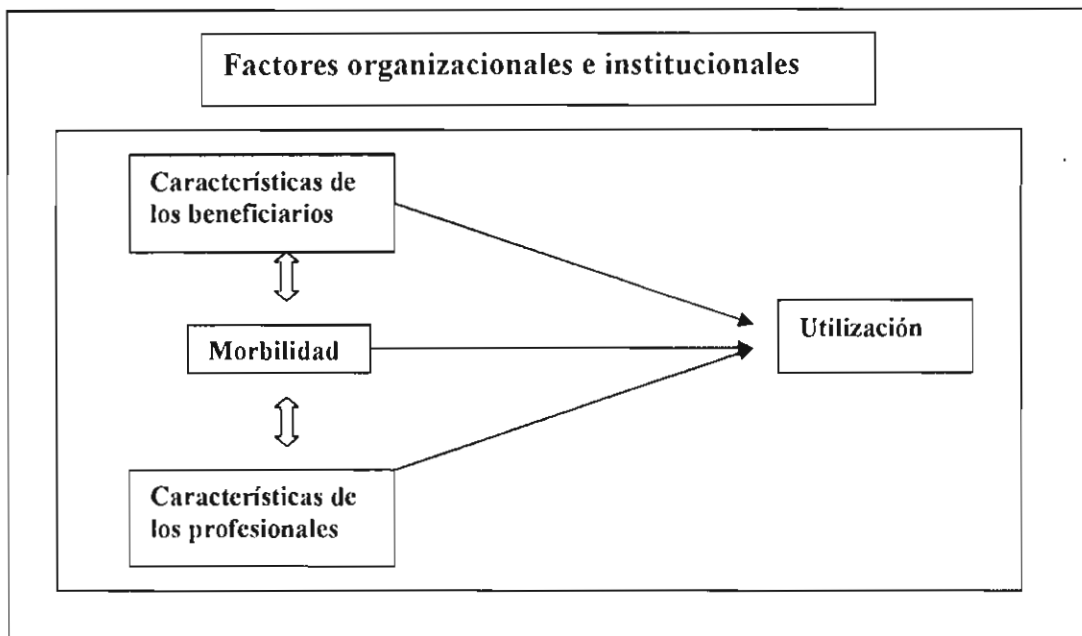 Factores organizacionales e institucionales
Características de
los beneficiarios
Morbilidad
Utilización
Características de
los profesionales